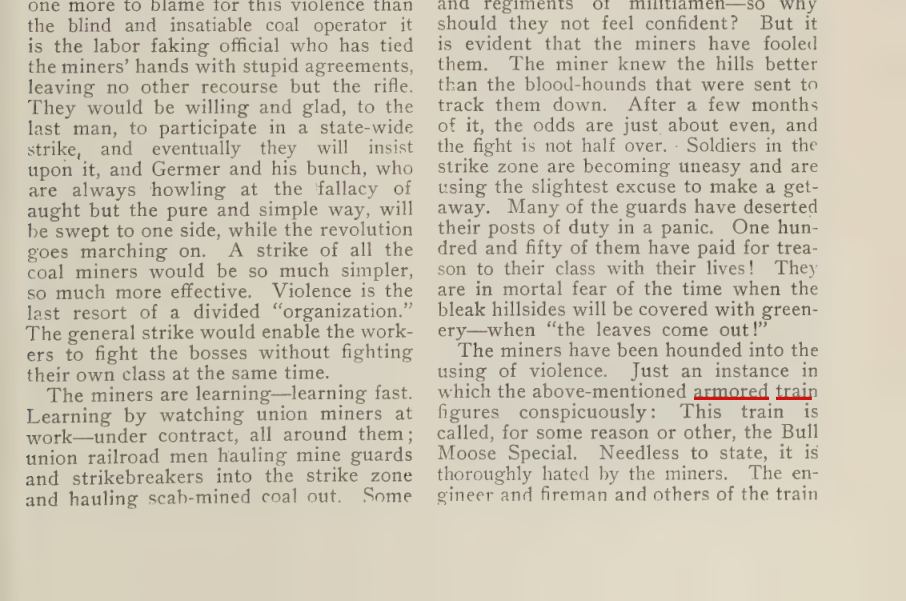 one more to blame for this violence than
the blind and insatiable coal operator it
is the labor faking official who has tied
the miners' hands with stupid agreements,
leaving no other recourse but the rifle.
They would be willing and glad, to the
last man, to participate in a state-wide
strike, and eventually they will insist
upon it, and Germer and his bunch, who
are always howling at the fallacy of
aught but the pure and simple way, will
be swept to one side, while the revolution
goes marching on. A strike of all the
coal miners would be so much simpler,
so much more effective. Violence is the
last resort of a divided "organization."
The general strike would enable the work-
ers to fight the bosses without fighting
their own class at the same time.
The miners are learning—learning fast.
Learning by watching union miners at
work—under contract, all around them;
union railroad men hauling mine guards
and strikebreakers into the strike zone
and hauling scab-mined coal out. Some
and regiments of militiamen—so why
should they not feel confident? But it
is evident that the miners have fooled
them. The miner knew the hills better
than the blood-hounds that were sent to
track them down. After a few months
of it, the odds are just about even, and
the fight is not half over. Soldiers in the
strike zone are becoming uneasy and are
using the slightest excuse to make a get-
away. Many of the guards have deserted
their posts of duty in a panic. One hun-
dred and fifty of them have paid for trea-
son to their class with their lives! They
are in mortal fear of the time when the
bleak hillsides will be covered with green-
ery—when "the leaves come out!"
The miners have been hounded into the
using of violence. Just an instance in
which the above-mentioned armored train
figures conspicuously: This train is
called, for some reason or other, the Bull
Moose Special. Needless to state, it is
thoroughly hated by the miners. The en-
gineer and fireman and others of the train